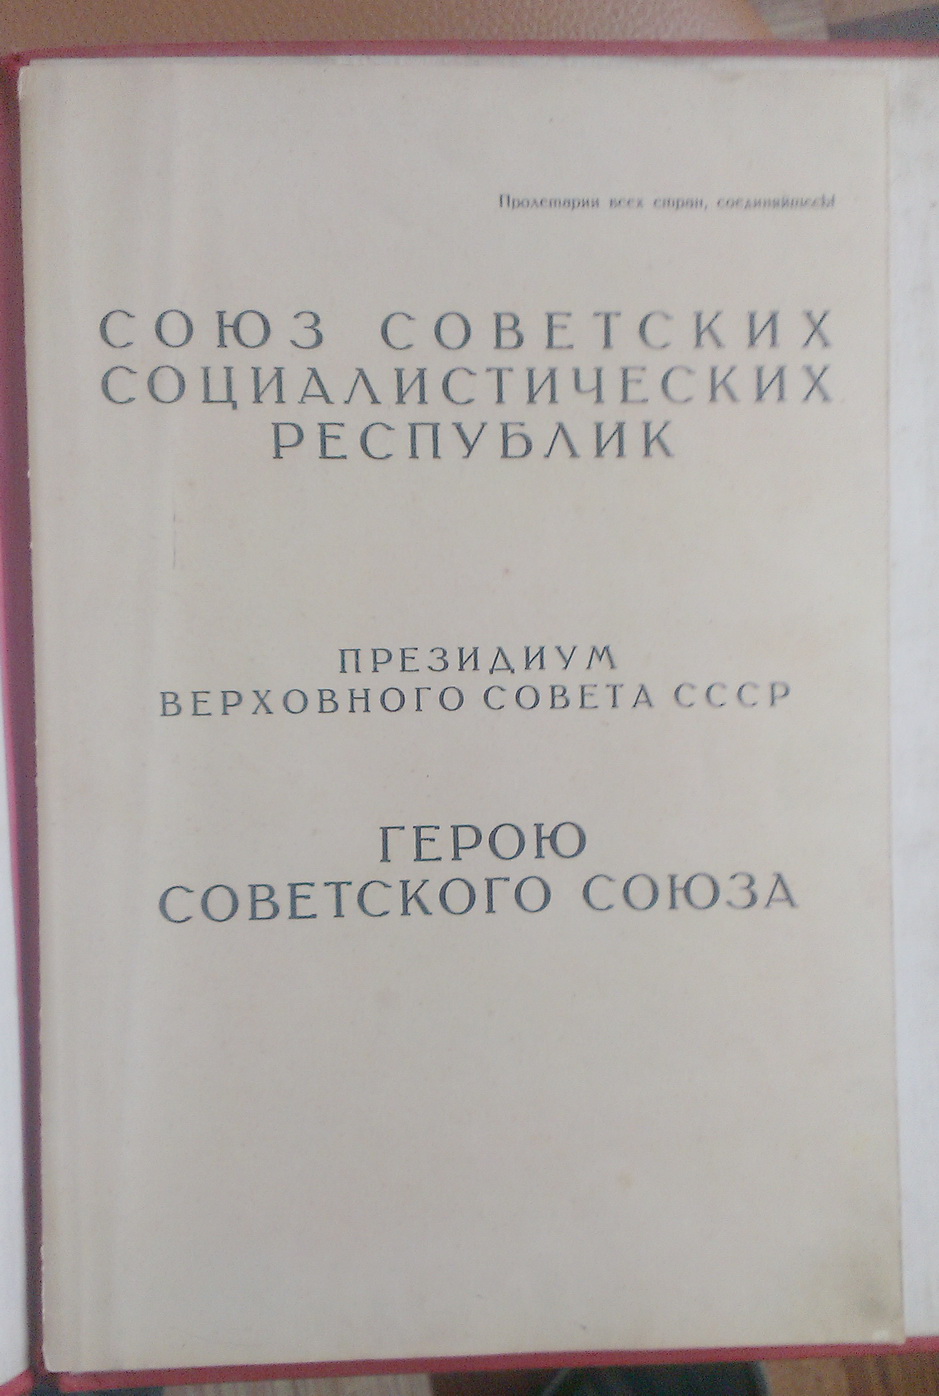 Пролетарии всех стран, соединяйтесь!
СОЮЗ СОВЕТСКИХ
СОЦИАЛИСТИЧЕСКИХ
РЕСПУБЛИК
ПРЕЗИДИУМ
ВЕРХОВНОГО СОВЕТА СССР
ГЕРОЮ
СОВЕТСКОГО СОЮЗА